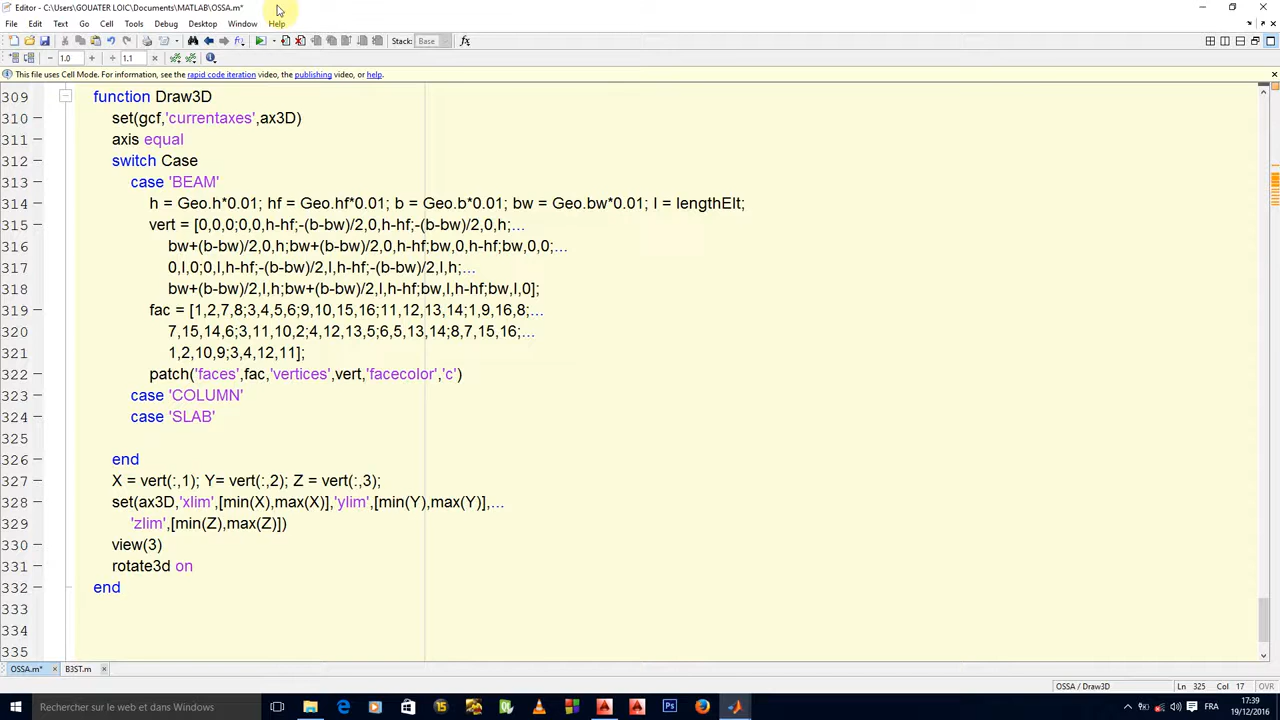 Editor - C:\Users\GOUATER LOIC\Documents\MATLAB\OSSA.m*
File Edit Text Go Cell Tools Debug Desktop Window Help
Stack: Base fx
- 1.0 + ÷ 1.1 ×
This file uses Cell Mode. For information, see the rapid code iteration video, the publishing video, or help.
309 function Draw3D
310 set(gcf,'currentaxes',ax3D)
311 axis equal
312 switch Case
313 case 'BEAM'
314 h = Geo.h*0.01; hf = Geo.hf*0.01; b = Geo.b*0.01; bw = Geo.bw*0.01; l = lengthElt;
315 vert = [0,0,0;0,0,h-hf;-(b-bw)/2,0,h-hf;-(b-bw)/2,0,h;...
316 bw+(b-bw)/2,0,h;bw+(b-bw)/2,0,h-hf;bw,0,h-hf;bw,0,0;...
317 0,l,0;0,l,h-hf;-(b-bw)/2,l,h-hf;-(b-bw)/2,l,h;...
318 bw+(b-bw)/2,l,h;bw+(b-bw)/2,l,h-hf;bw,l,h-hf;bw,l,0];
319 fac = [1,2,7,8;3,4,5,6;9,10,15,16;11,12,13,14;1,9,16,8;...
320 7,15,14,6;3,11,10,2;4,12,13,5;6,5,13,14;8,7,15,16;...
321 1,2,10,9;3,4,12,11];
322 patch('faces',fac,'vertices',vert,'facecolor','c')
323 case 'COLUMN'
324 case 'SLAB'
325
326 end
327 X = vert(:,1); Y= vert(:,2); Z = vert(:,3);
328 set(ax3D,'xlim',[min(X),max(X)],'ylim',[min(Y),max(Y)],...
329 'zlim',[min(Z),max(Z)])
330 view(3)
331 rotate3d on
332 end
333
334
335
OSSA.m* × B3ST.m ×
OSSA / Draw3D Ln 325 Col 17 OVR
Rechercher sur le web et dans Windows
FRA 17:39
19/12/2016